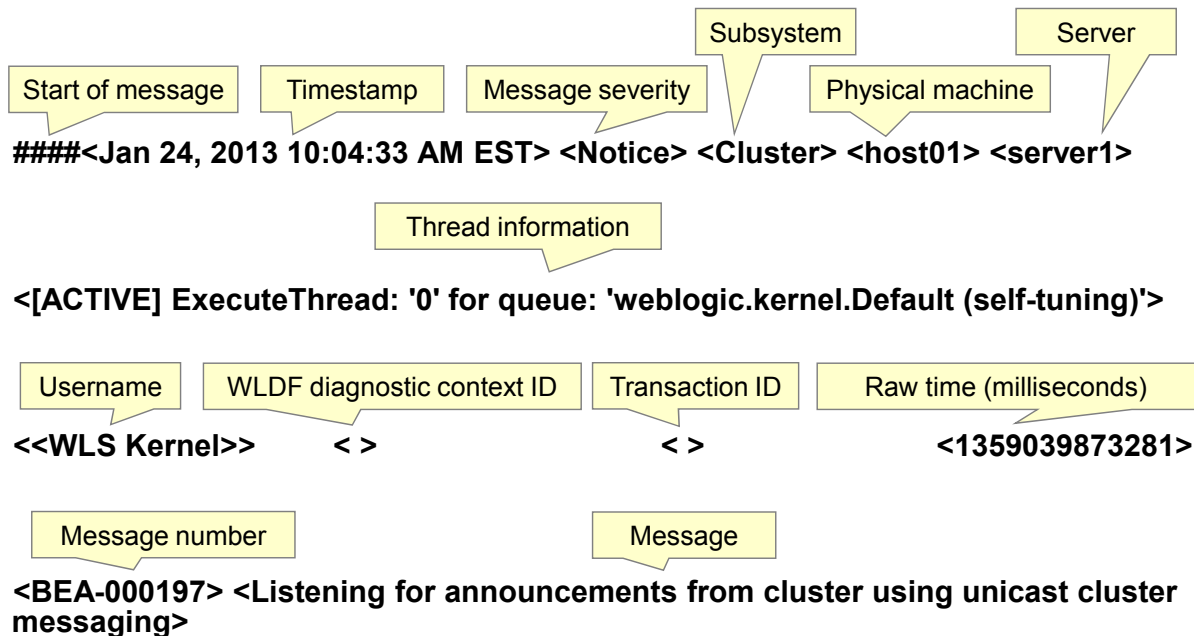 Subsystem Server
Start of message Timestamp Message severity Physical machine
####<Jan 24, 2013 10:04:33 AM EST> <Notice> <Cluster> <host01> <server1>
Thread information
<[ACTIVE] ExecuteThread: '0' for queue: 'weblogic.kernel.Default (self-tuning)'>
Username WLDF diagnostic context ID Transaction ID Raw time (milliseconds)
<<WLS Kernel>> < > < > <1359039873281>
Message number Message
<BEA-000197> <Listening for announcements from cluster using unicast cluster
messaging>